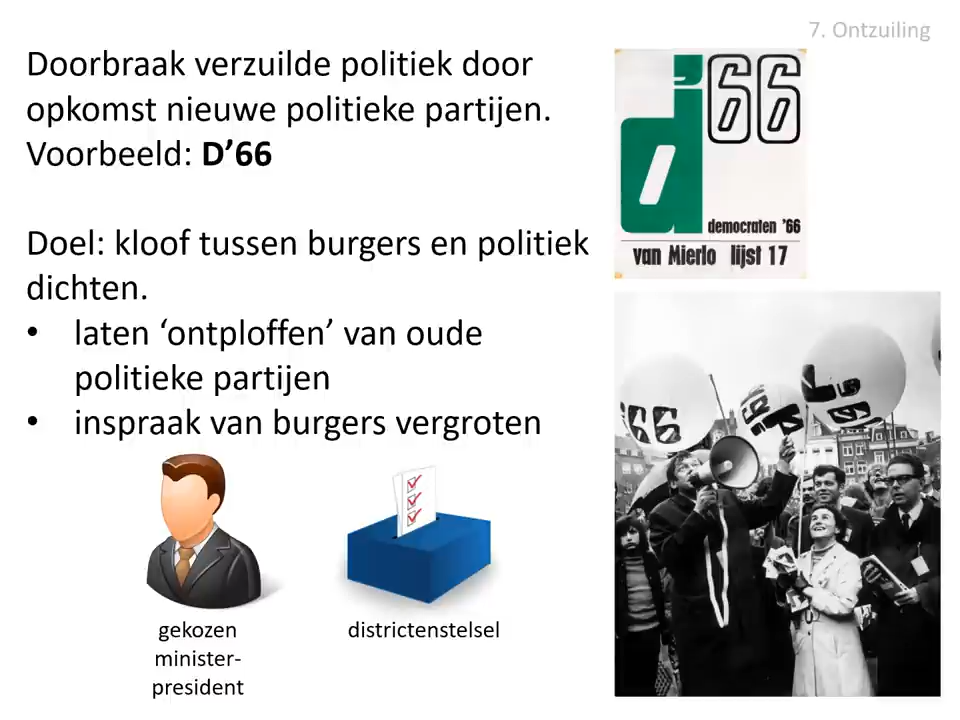 7. Ontzuiling
Doorbraak verzuilde politiek door
opkomst nieuwe politieke partijen.
Voorbeeld: D’66
Doel: kloof tussen burgers en politiek
dichten.
• laten ‘ontploffen’ van oude
politieke partijen
• inspraak van burgers vergroten
gekozen
minister-
president
districtenstelsel
d'66
democraten '66
van Mierlo lijst 17
'66